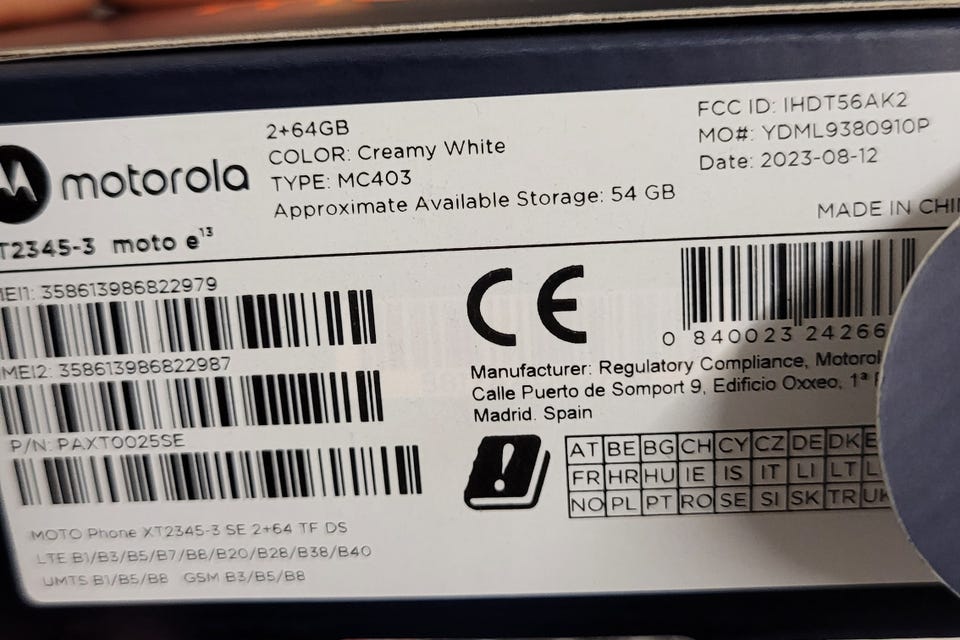 motorola
2+64GB
COLOR: Creamy White
TYPE: MC403
Approximate Available Storage: 54 GB
FCC ID: IHDT56AK2
MO#: YDML9380910P
Date: 2023-08-12
MADE IN CHI
T2345-3 moto e13
MEI1: 358613986822979
MEI2: 358613986822987
P/N: PAXT0025SE
MOTO Phone XT2345-3 SE 2+64 TF DS
LTE B1/B3/B5/B7/B8/B20/B28/B38/B40
UMTS B1/B5/B8 GSM B3/B5/B8
CE
0 840023 24266
Manufacturer: Regulatory Compliance, Motorol
Calle Puerto de Somport 9, Edificio Oxxeo, 1ª
Madrid. Spain
AT BE BG CH CY CZ DE DK E
FR HR HU IE IS IT LI LT L
NO PL PT RO SE SI SK TR UK